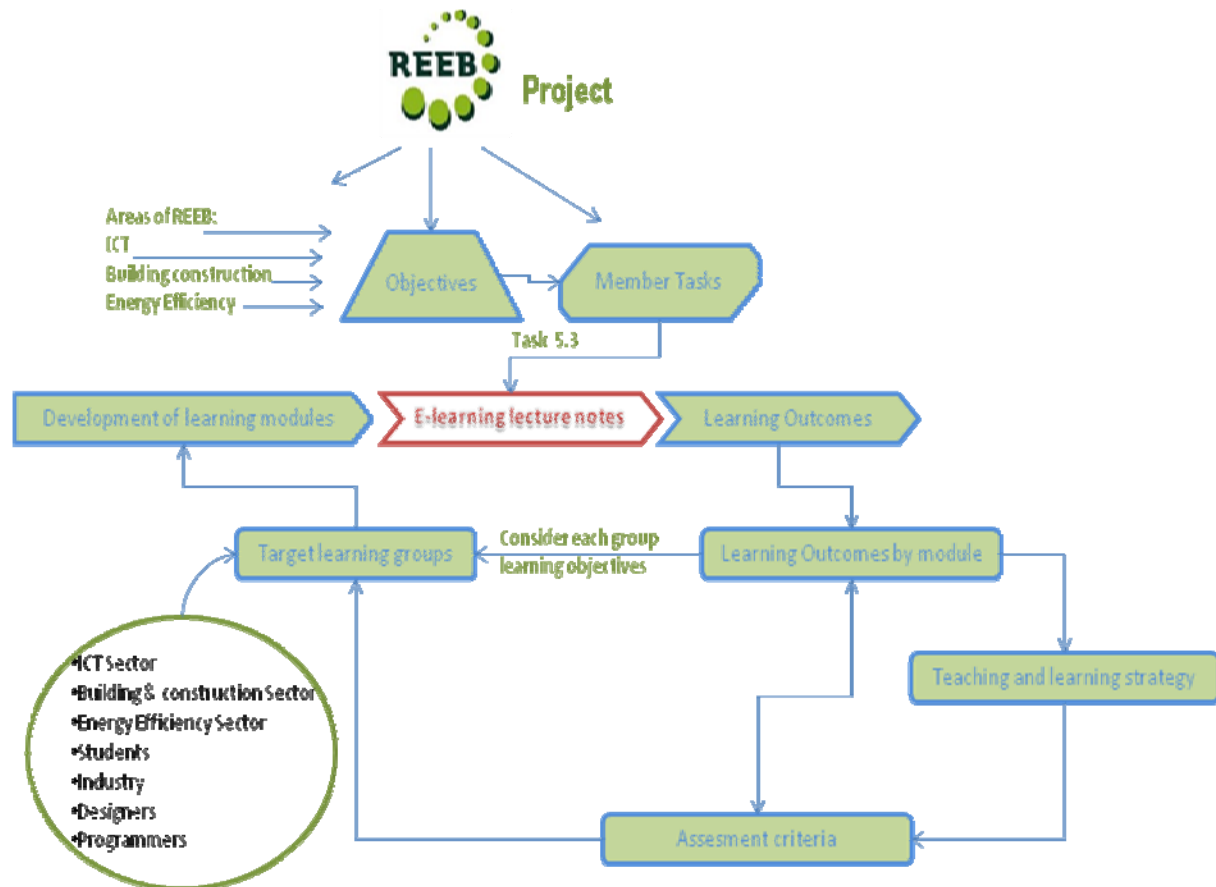 REEB
Project
Areas of REEB:
ICT
Building construction
Energy Efficiency
Objectives
Member Tasks
Task 5.3
Development of learning modules
E-learning lecture notes
Learning Outcomes
Target learning groups
Consider each group
learning objectives
Learning Outcomes by module
•ICT Sector
•Building & construction Sector
•Energy Efficiency Sector
•Students
•Industry
•Designers
•Programmers
Teaching and learning strategy
Assesment criteria